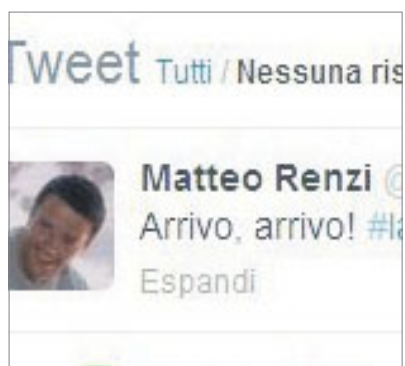 Tweet Tutti / Nessuna ris
Matteo Renzi @
Arrivo, arrivo! #la
Espandi